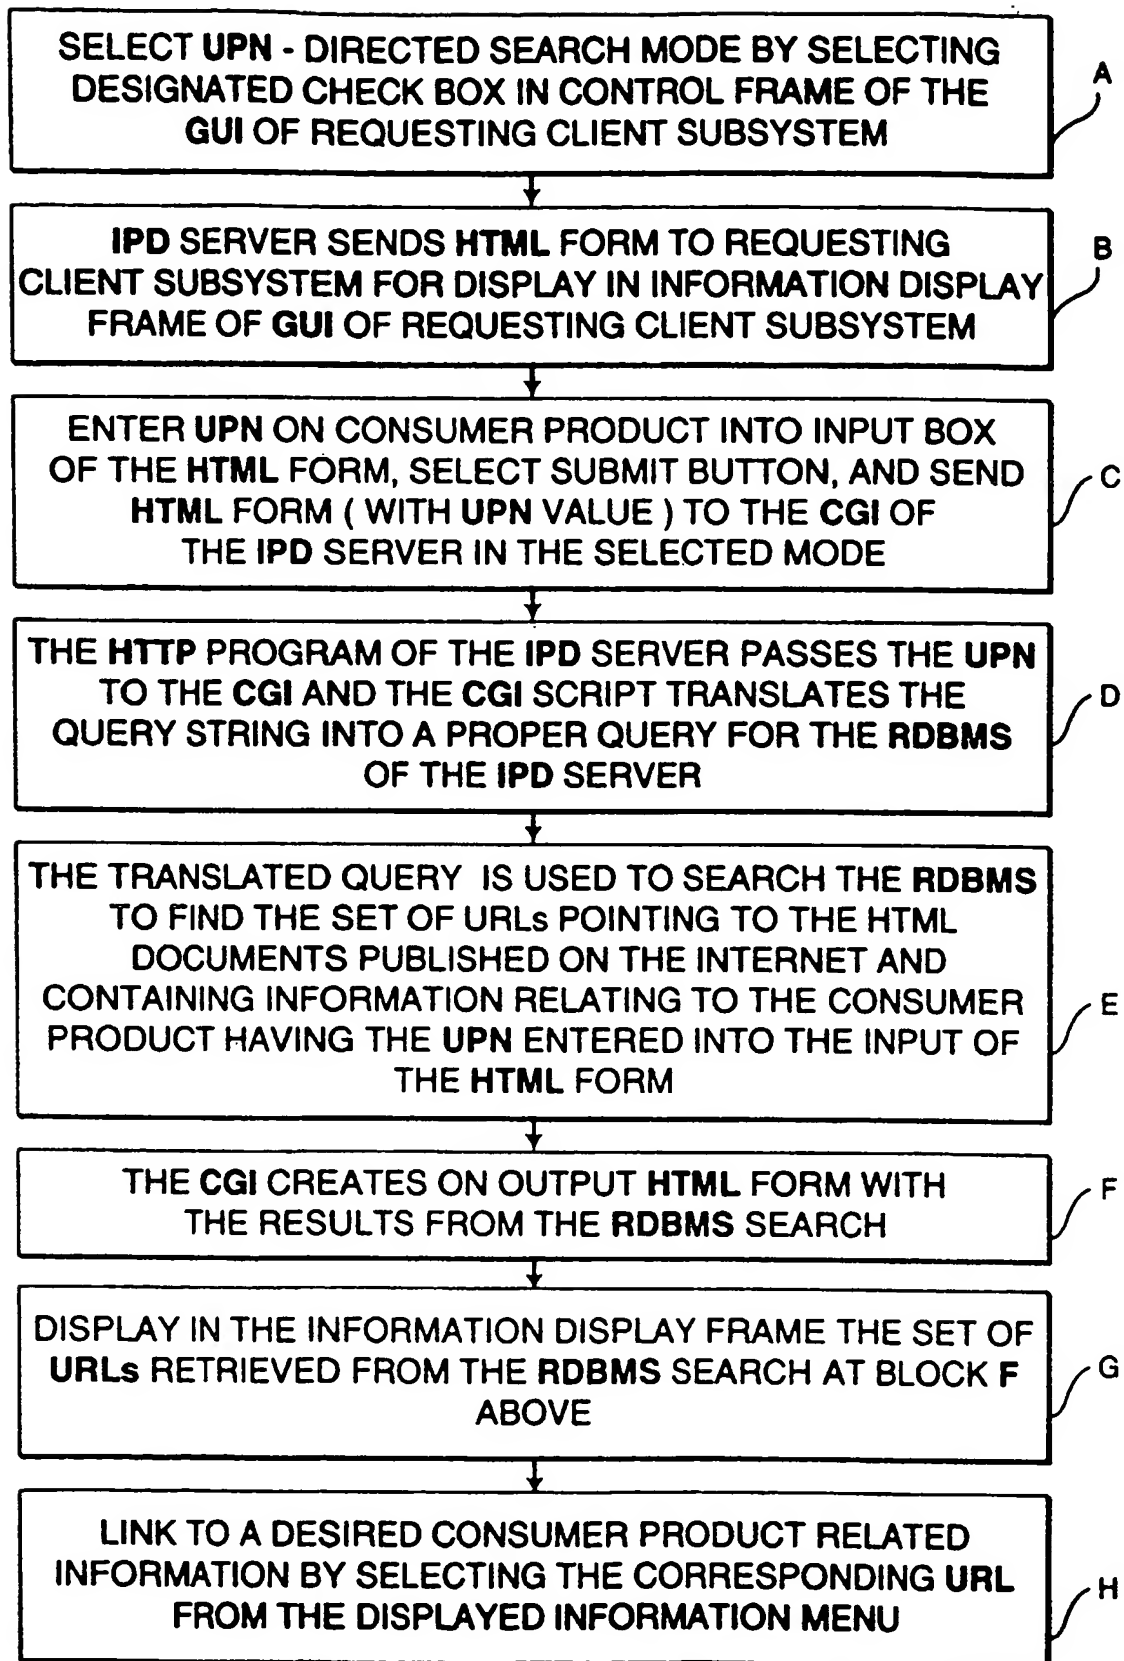 SELECT UPN - DIRECTED SEARCH MODE BY SELECTING
DESIGNATED CHECK BOX IN CONTROL FRAME OF THE
GUI OF REQUESTING CLIENT SUBSYSTEM
A
IPD SERVER SENDS HTML FORM TO REQUESTING
CLIENT SUBSYSTEM FOR DISPLAY IN INFORMATION DISPLAY
FRAME OF GUI OF REQUESTING CLIENT SUBSYSTEM
B
ENTER UPN ON CONSUMER PRODUCT INTO INPUT BOX
OF THE HTML FORM, SELECT SUBMIT BUTTON, AND SEND
HTML FORM ( WITH UPN VALUE ) TO THE CGI OF
THE IPD SERVER IN THE SELECTED MODE
C
THE HTTP PROGRAM OF THE IPD SERVER PASSES THE UPN
TO THE CGI AND THE CGI SCRIPT TRANSLATES THE
QUERY STRING INTO A PROPER QUERY FOR THE RDBMS
OF THE IPD SERVER
D
THE TRANSLATED QUERY IS USED TO SEARCH THE RDBMS
TO FIND THE SET OF URLs POINTING TO THE HTML
DOCUMENTS PUBLISHED ON THE INTERNET AND
CONTAINING INFORMATION RELATING TO THE CONSUMER
PRODUCT HAVING THE UPN ENTERED INTO THE INPUT OF
THE HTML FORM
E
THE CGI CREATES ON OUTPUT HTML FORM WITH
THE RESULTS FROM THE RDBMS SEARCH
F
DISPLAY IN THE INFORMATION DISPLAY FRAME THE SET OF
URLs RETRIEVED FROM THE RDBMS SEARCH AT BLOCK F
ABOVE
G
LINK TO A DESIRED CONSUMER PRODUCT RELATED
INFORMATION BY SELECTING THE CORRESPONDING URL
FROM THE DISPLAYED INFORMATION MENU
H